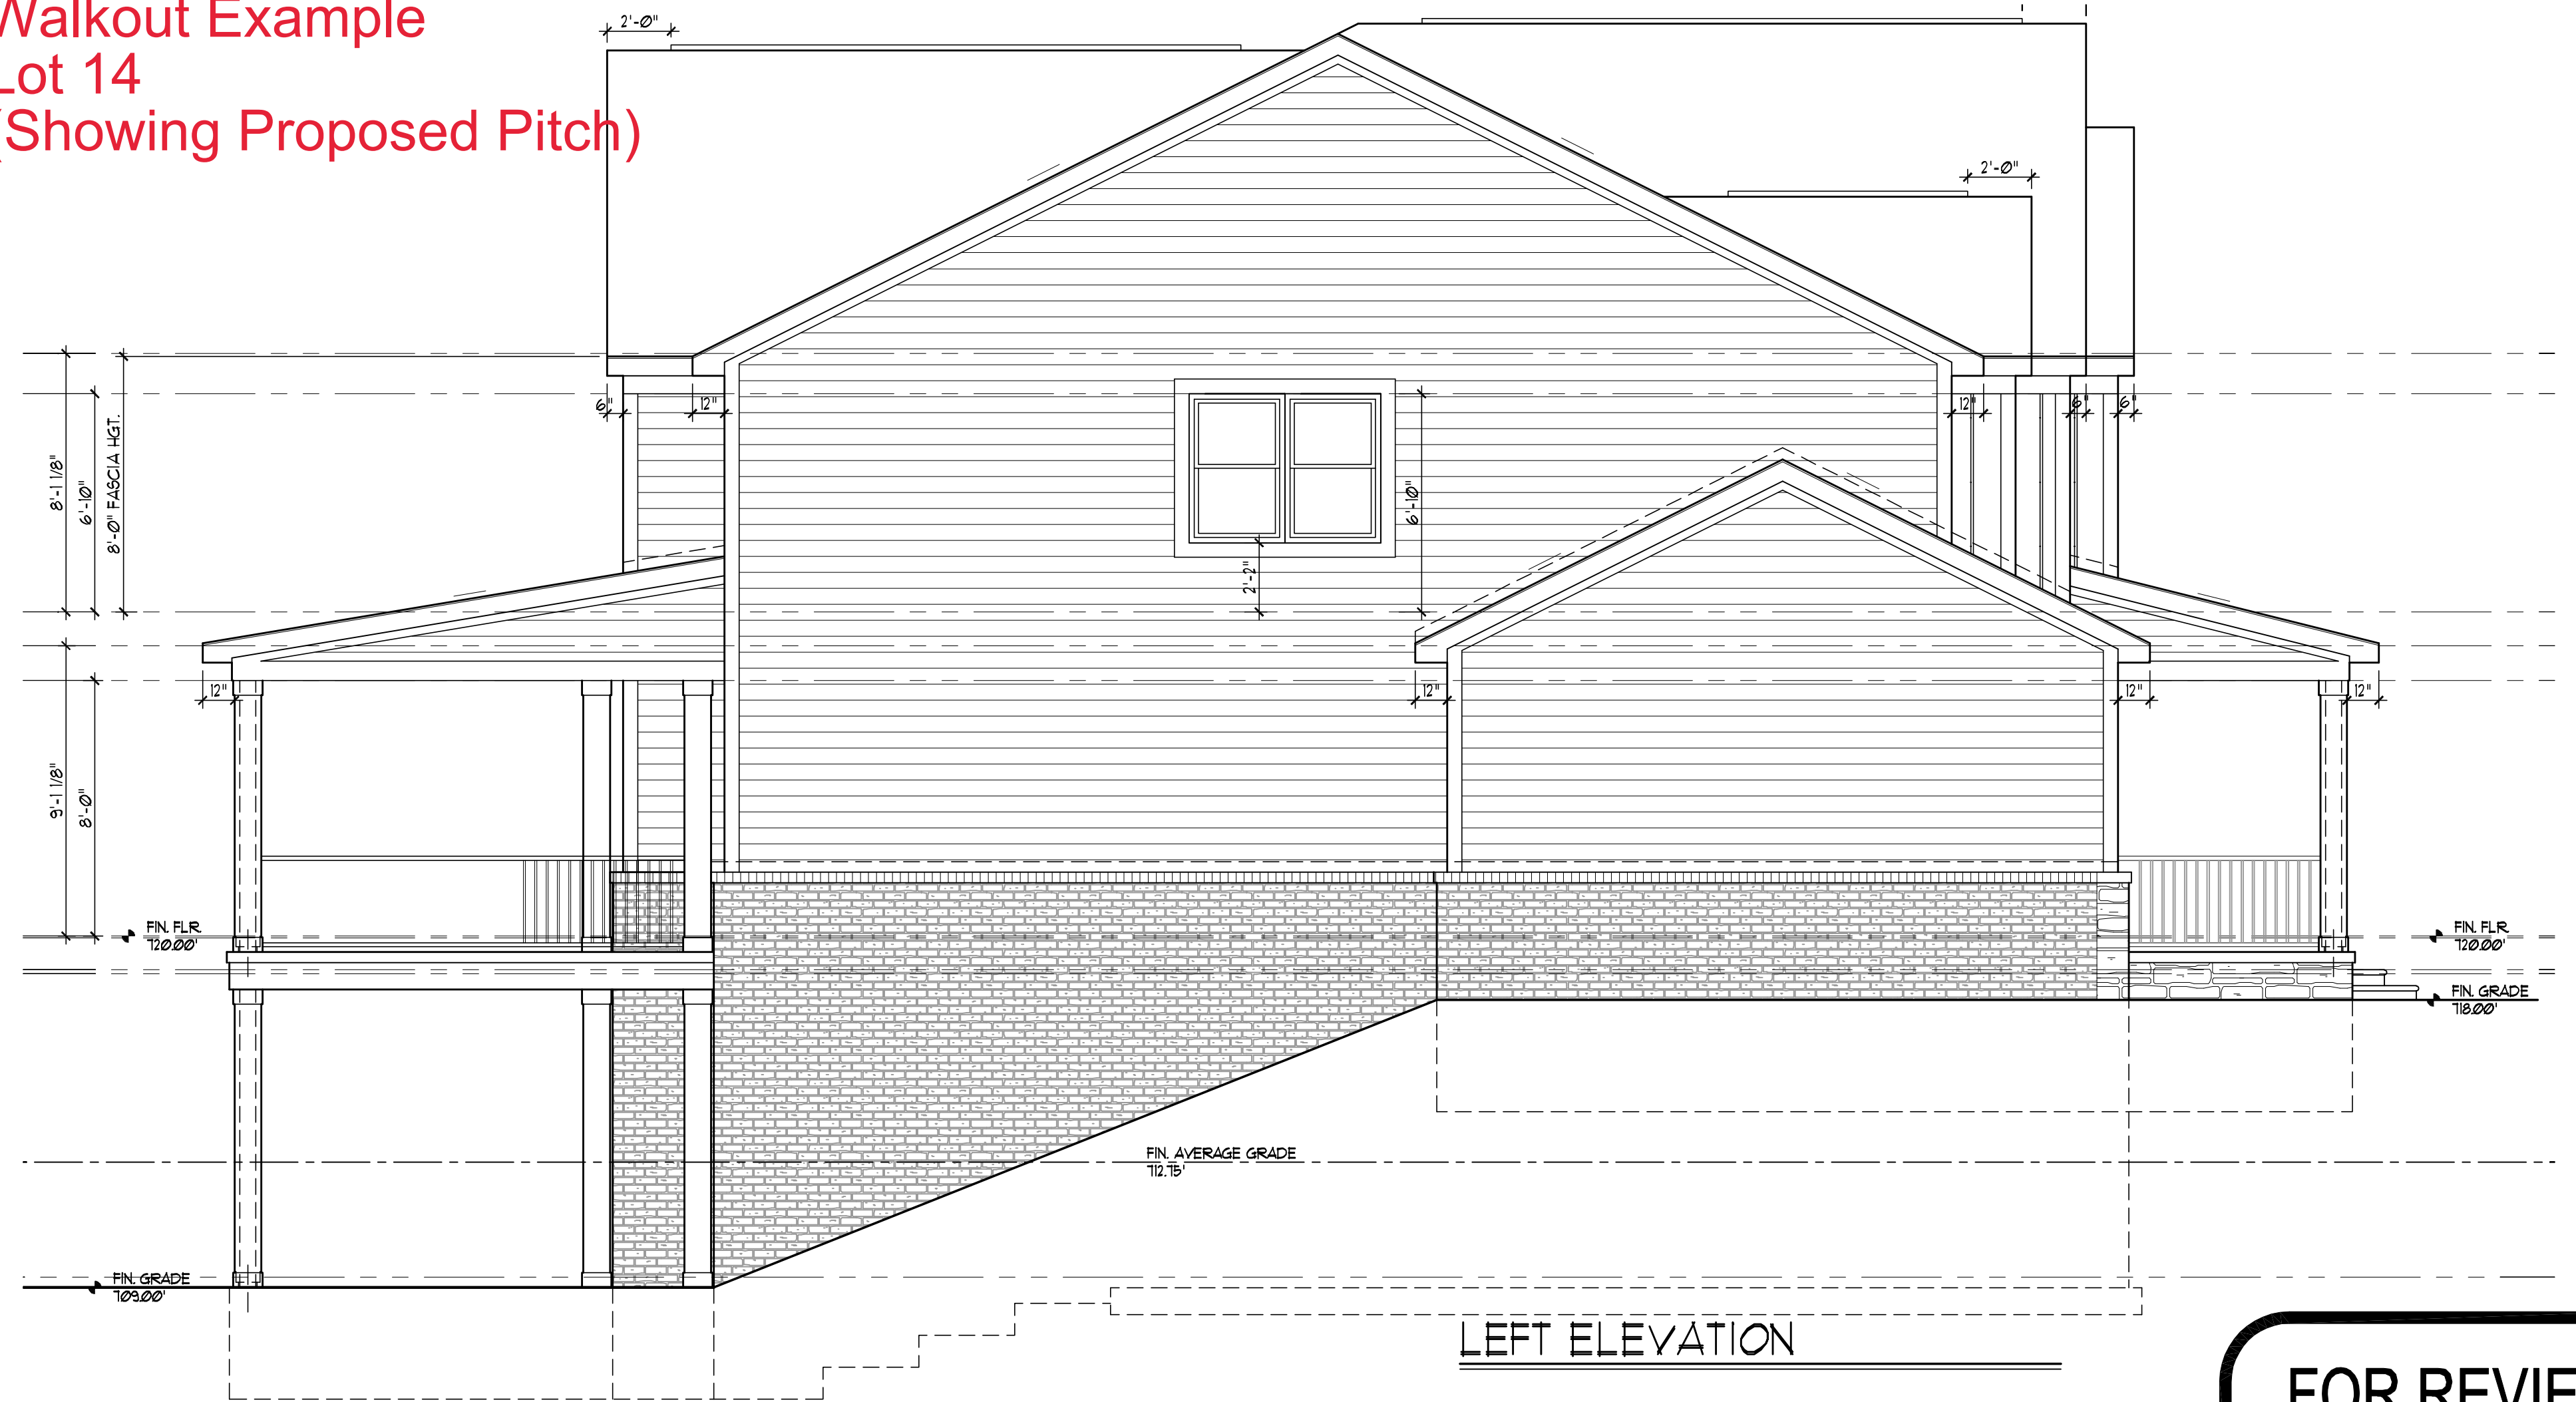 Walkout Example
Lot 14
(Showing Proposed Pitch)
2'-0"
2'-0"
6"
12"
12"
6"
6"
8'-1 1/8"
6'-10"
8'-0" FASCIA HGT.
6'-10"
2'-2"
12"
12"
12"
12"
9'-1 1/8"
8'-0"
FIN. FLR.
720.00'
FIN. FLR.
720.00'
FIN. GRADE
718.00'
FIN. AVERAGE GRADE
712.75'
FIN. GRADE
709.00'
LEFT ELEVATION
FOR REVIE